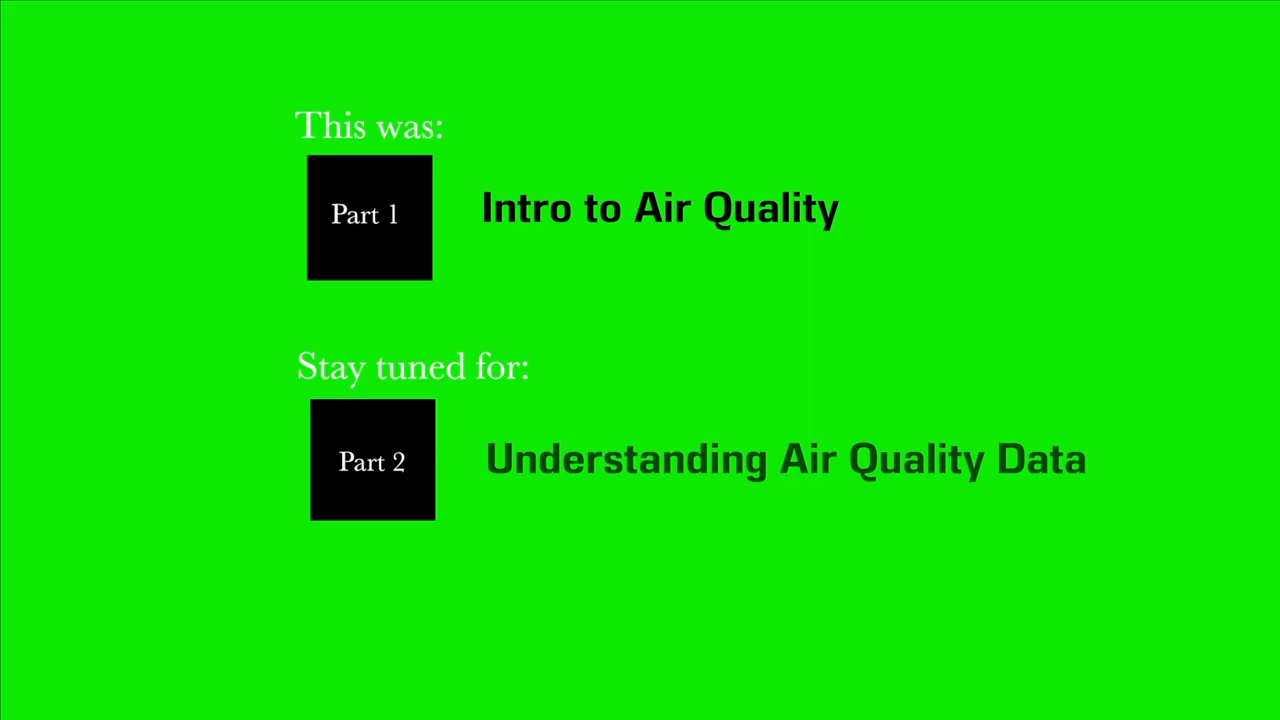 This was:
Part 1
Intro to Air Quality
Stay tuned for:
Part 2
Understanding Air Quality Data